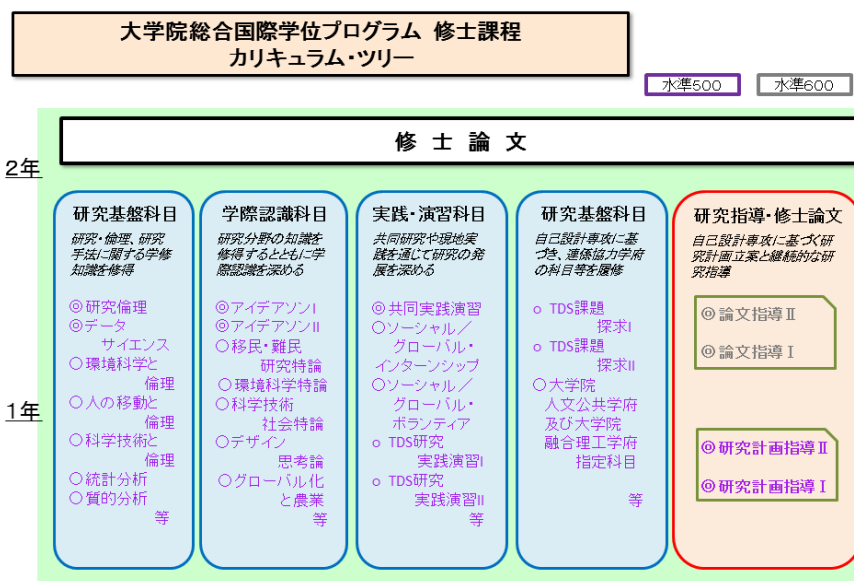 大学院総合国際学位プログラム 修士課程
カリキュラム・ツリー
水準500
水準600
修 士 論 文
2年
1年
研究基盤科目
研究・倫理、研究
手法に関する学修
知識を修得
◎研究倫理
◎データ
サイエンス
○環境科学と
倫理
○人の移動と
倫理
○科学技術と
倫理
○統計分析
○質的分析
等
学際認識科目
研究分野の知識を
修得するとともに学
際認識を深める
◎アイデアソンⅠ
◎アイデアソンⅡ
○移民・難民
研究特論
○環境科学特論
○科学技術
社会特論
○デザイン
思考論
○グローバル化
と農業
等
実践・演習科目
共同研究や現地実
践を通じて研究の発
展を深める
◎共同実践演習
○ソーシャル／
グローバル・
インターンシップ
○ソーシャル／
グローバル・
ボランティア
○ TDS研究
実践演習Ⅰ
○ TDS研究
実践演習Ⅱ
等
研究基盤科目
自己設計専攻に基
づき、連係協力学府
の科目等を履修
○ TDS課題
探求Ⅰ
○ TDS課題
探求Ⅱ
○大学院
人文公共学府
及び大学院
融合理工学府
指定科目
等
研究指導・修士論文
自己設計専攻に基づく研
究計画立案と継続的な研
究指導
◎論文指導Ⅱ
◎論文指導Ⅰ
◎研究計画指導Ⅱ
◎研究計画指導Ⅰ